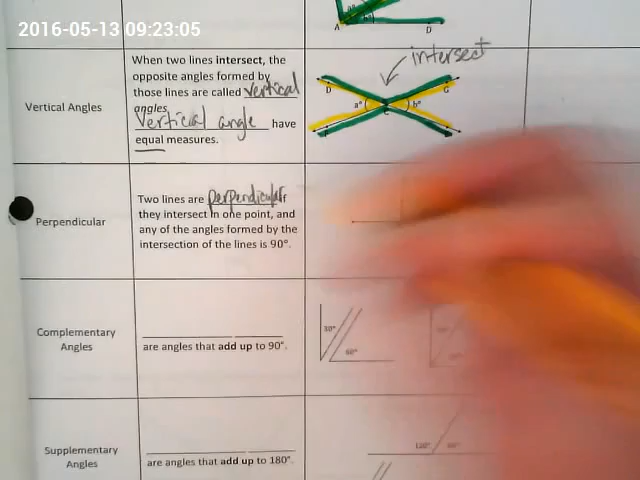 2016-05-13 09:23:05
A
D
intersect
Vertical Angles
When two lines intersect, the
opposite angles formed by
those lines are called vertical
angles.
Vertical angle have
equal measures.
D
G
a°
b°
C
Perpendicular
Two lines are perpendicular if
they intersect in one point, and
any of the angles formed by the
intersection of the lines is 90°.
Complementary
Angles
are angles that add up to 90°.
30°
60°
Supplementary
Angles
are angles that add up to 180°.
120°